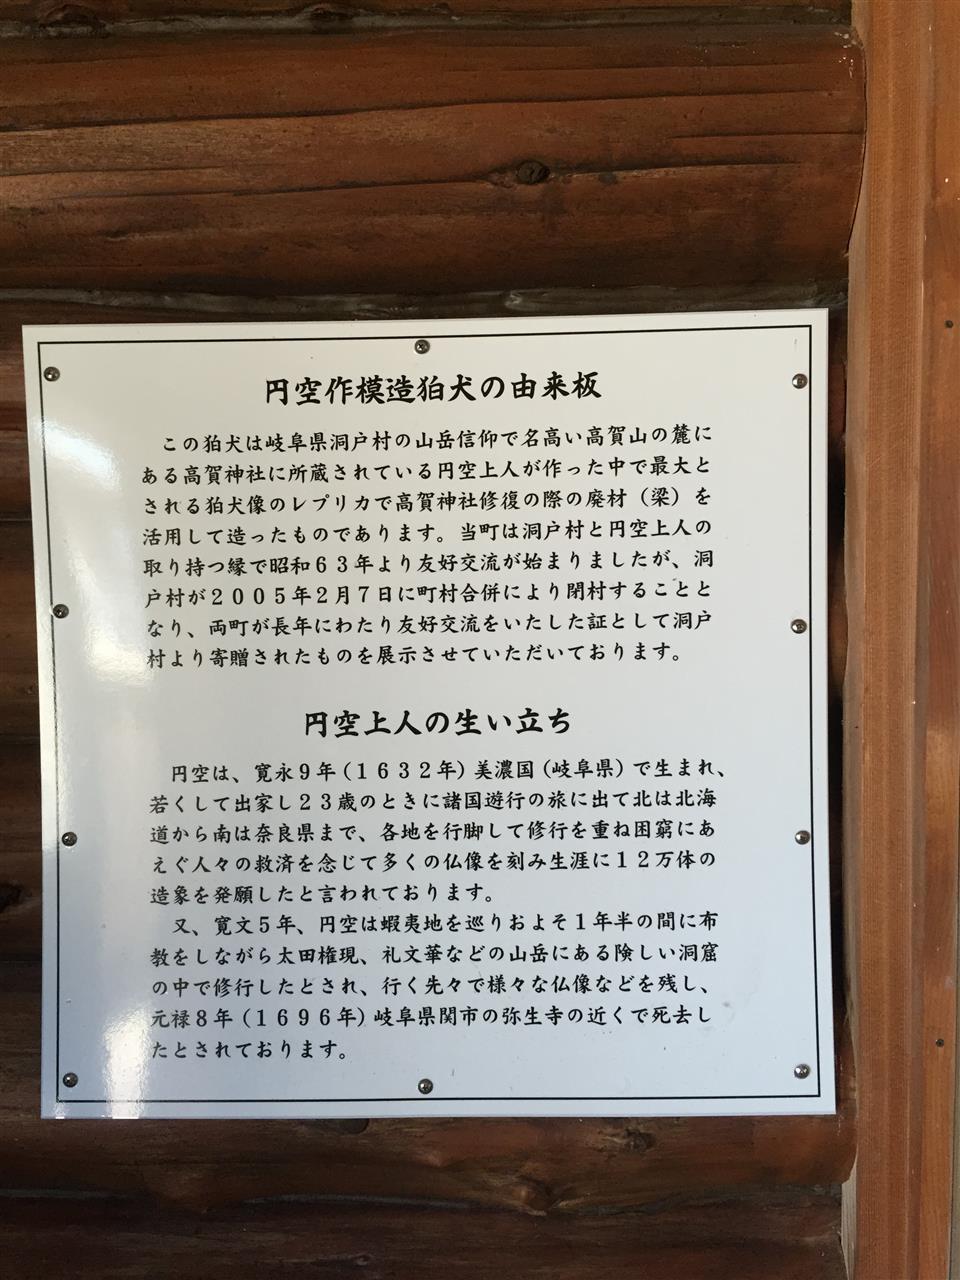 円空作模造狛犬の由来板
この狛犬は岐阜県洞戸村の山岳信仰で名高い高賀山の麓に
ある高賀神社に所蔵されている円空上人が作った中で最大と
される狛犬像のレプリカで高賀神社修復の際の廃材（梁）を
活用して造ったものであります。当町は洞戸村と円空上人の
取り持つ縁で昭和６３年より友好交流が始まりましたが、洞
戸村が２００５年２月７日に町村合併により閉村することと
なり、両町が長年にわたり友好交流をいたした証として洞戸
村より寄贈されたものを展示させていただいております。
円空上人の生い立ち
円空は、寛永９年（１６３２年）美濃国（岐阜県）で生まれ、
若くして出家し２３歳のときに諸国遊行の旅に出て北は北海
道から南は奈良県まで、各地を行脚して修行を重ね困窮にあ
えぐ人々の救済を念じて多くの仏像を刻み生涯に１２万体の
造象を発願したと言われております。
又、寛文５年、円空は蝦夷地を巡りおよそ１年半の間に布
教をしながら太田権現、礼文華などの山岳にある険しい洞窟
の中で修行したとされ、行く先々で様々な仏像などを残し、
元禄８年（１６９６年）岐阜県関市の弥生寺の近くで死去し
たとされております。